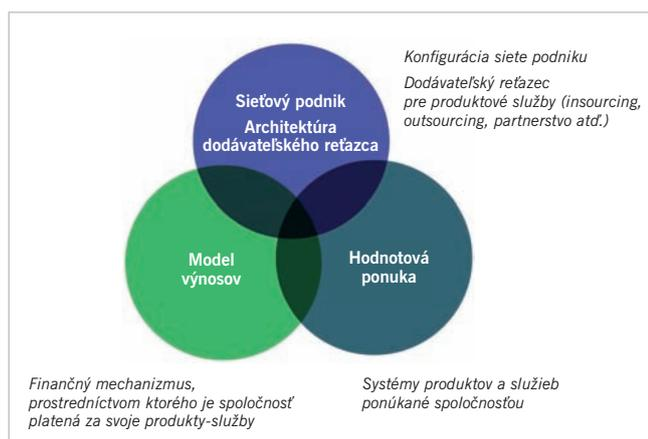 Konfigurácia siete podniku
Dodávateľský reťazec
pre produktové služby (insourcing,
outsourcing, partnerstvo atď.)
Sieťový podnik
Architektúra
dodávateľského reťazca
Model
výnosov
Hodnotová
ponuka
Finančný mechanizmus,
prostredníctvom ktorého je spoločnosť
platená za svoje produkty-služby
Systémy produktov a služieb
ponúkané spoločnosťou